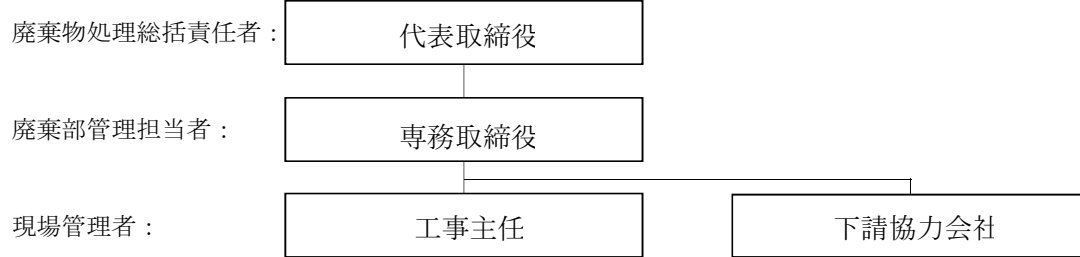 廃棄物処理総括責任者： 代表取締役
廃棄部管理担当者： 専務取締役
現場管理者： 工事主任 下請協力会社